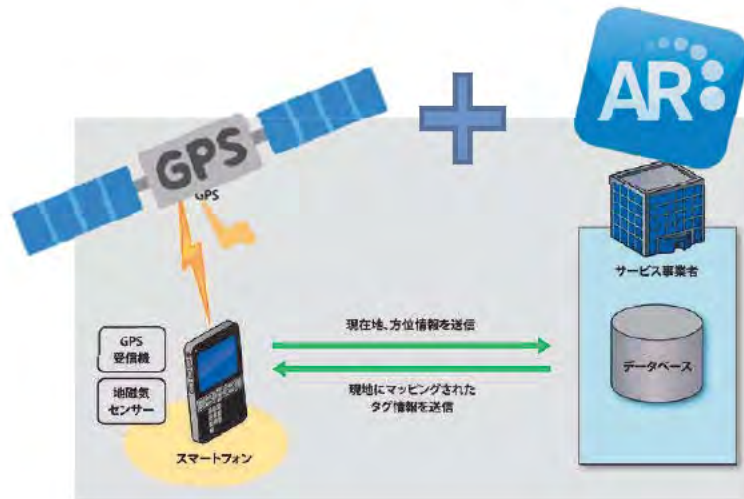 GPS
GPS
AR
サービス事業者
GPS
受信機
地磁気
センサー
現在地、方位情報を送信
現地にマッピングされた
タグ情報を送信
データベース
スマートフォン